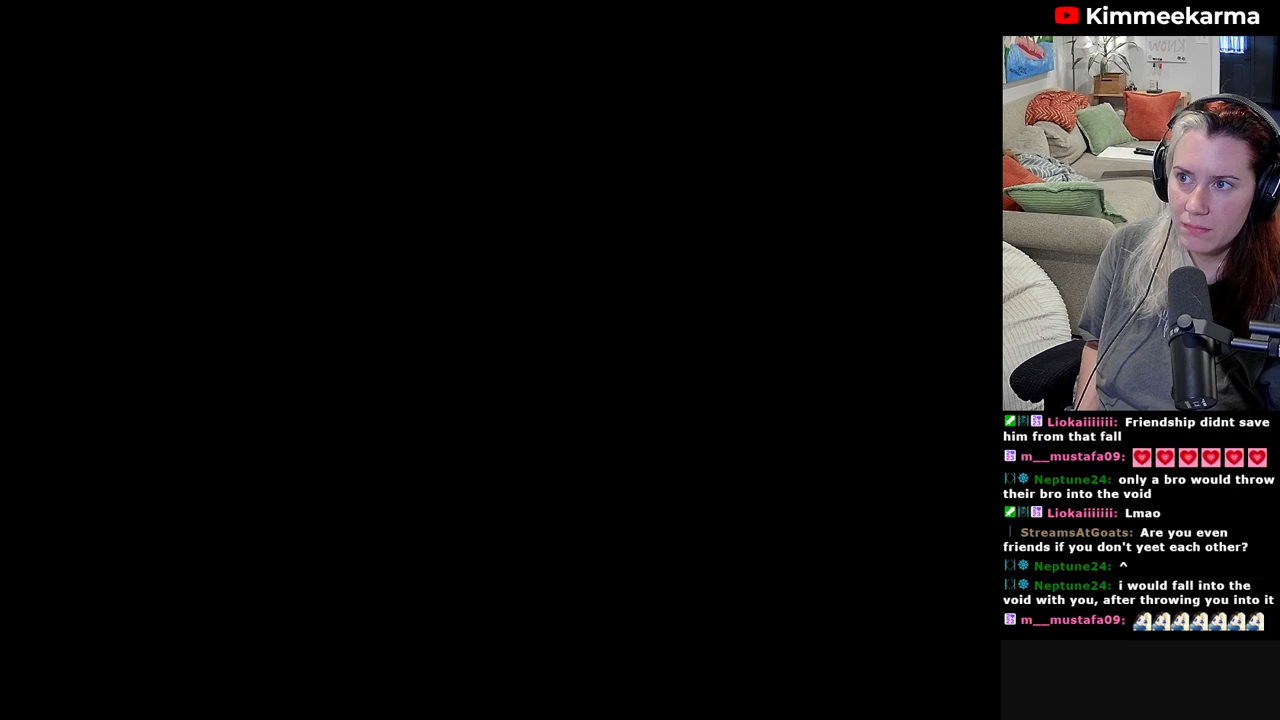 Kimmeekarma
KNOW
Liokaiiiiiii: Friendship didnt save
him from that fall
m__mustafa09:
Neptune24: only a bro would throw
their bro into the void
Liokaiiiiiii: Lmao
StreamsAtGoats: Are you even
friends if you don't yeet each other?
Neptune24: ^
Neptune24: i would fall into the
void with you, after throwing you into it
m__mustafa09: